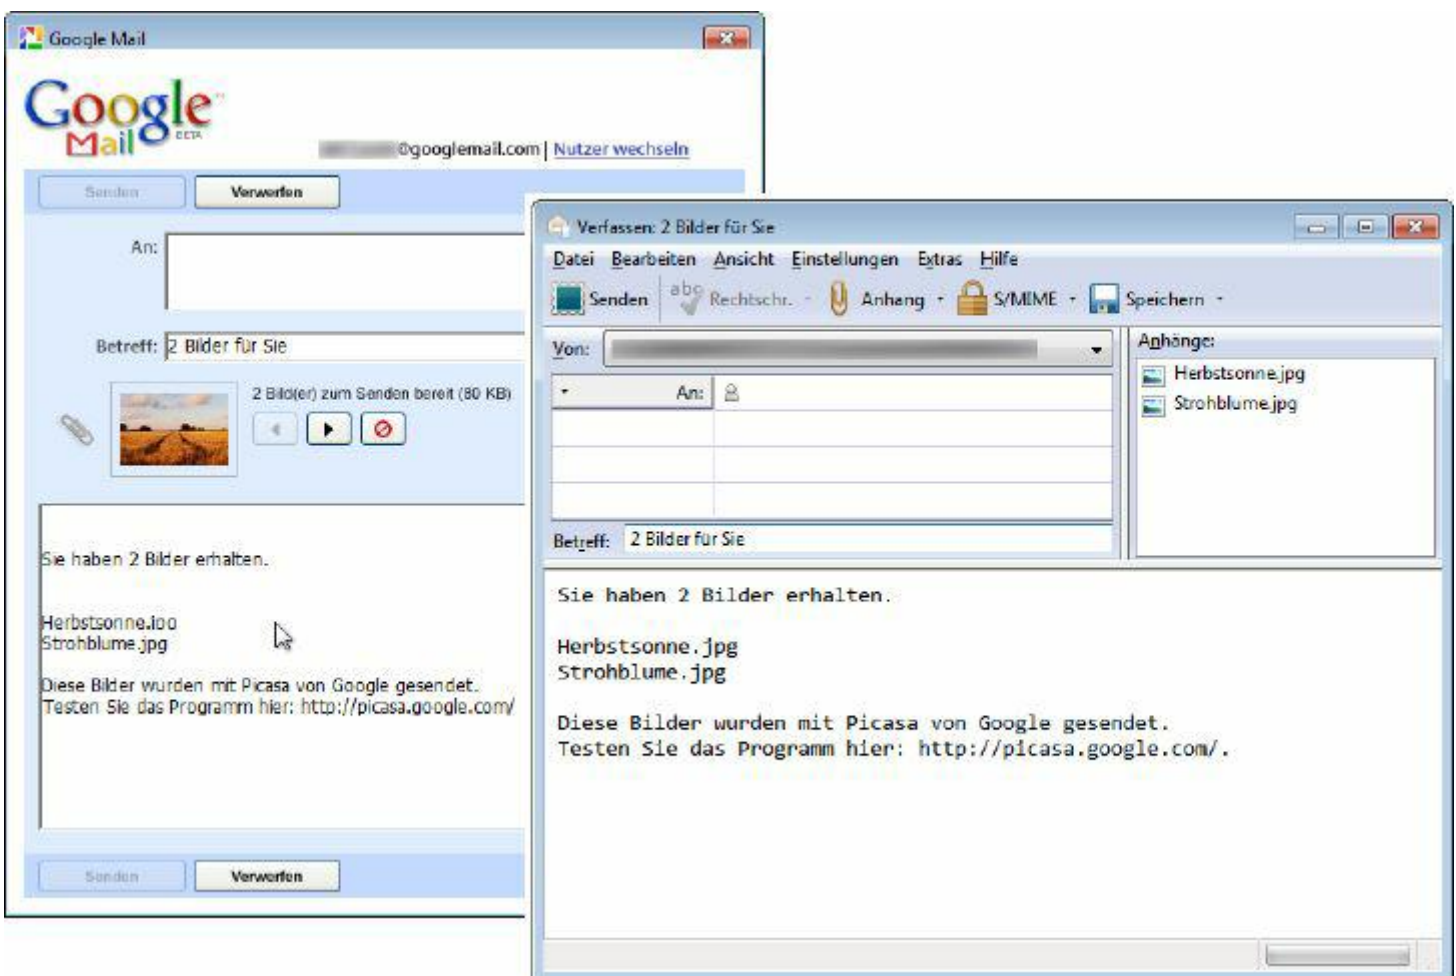 Google Mail
Google
Mail BETA
@googlemail.com | Nutzer wechseln
Senden Verwerfen
An:
Betreff: 2 Bilder für Sie
2 Bild(er) zum Senden bereit (80 KB)
Sie haben 2 Bilder erhalten.
Herbstsonne.jpg
Strohblume.jpg
Diese Bilder wurden mit Picasa von Google gesendet.
Testen Sie das Programm hier: http://picasa.google.com/
Senden Verwerfen
Verfassen: 2 Bilder für Sie
Datei Bearbeiten Ansicht Einstellungen Extras Hilfe
Senden abc Rechtschr. Anhang S/MIME Speichern
Von:
An:
Betreff: 2 Bilder für Sie
Anhänge:
Herbstsonne.jpg
Strohblume.jpg
Sie haben 2 Bilder erhalten.
Herbstsonne.jpg
Strohblume.jpg
Diese Bilder wurden mit Picasa von Google gesendet.
Testen Sie das Programm hier: http://picasa.google.com/.